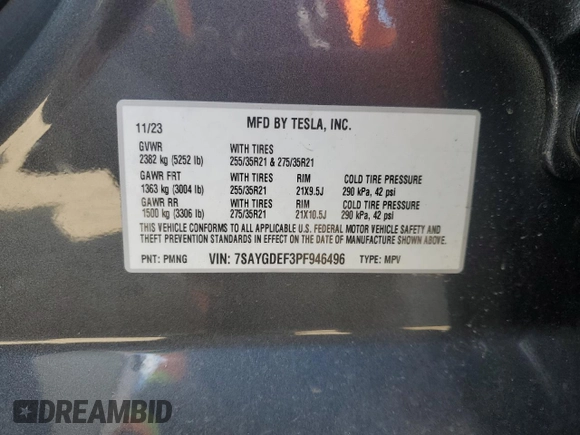 11/23 MFD BY TESLA, INC.
GVWR WITH TIRES
2382 kg (5252 lb) 255/35R21 & 275/35R21
GAWR FRT WITH TIRES RIM COLD TIRE PRESSURE
1363 kg (3004 lb) 255/35R21 21X9.5J 290 kPa, 42 psi
GAWR RR WITH TIRES RIM COLD TIRE PRESSURE
1500 kg (3306 lb) 275/35R21 21X10.5J 290 kPa, 42 psi
THIS VEHICLE CONFORMS TO ALL APPLICABLE U.S. FEDERAL MOTOR VEHICLE SAFETY AND
THEFT PREVENTION STANDARDS IN EFFECT ON THE DATE OF MANUFACTURE SHOWN ABOVE.
PNT: PMNG VIN: 7SAYGDEF3PF946496 TYPE: MPV
DREAMBID